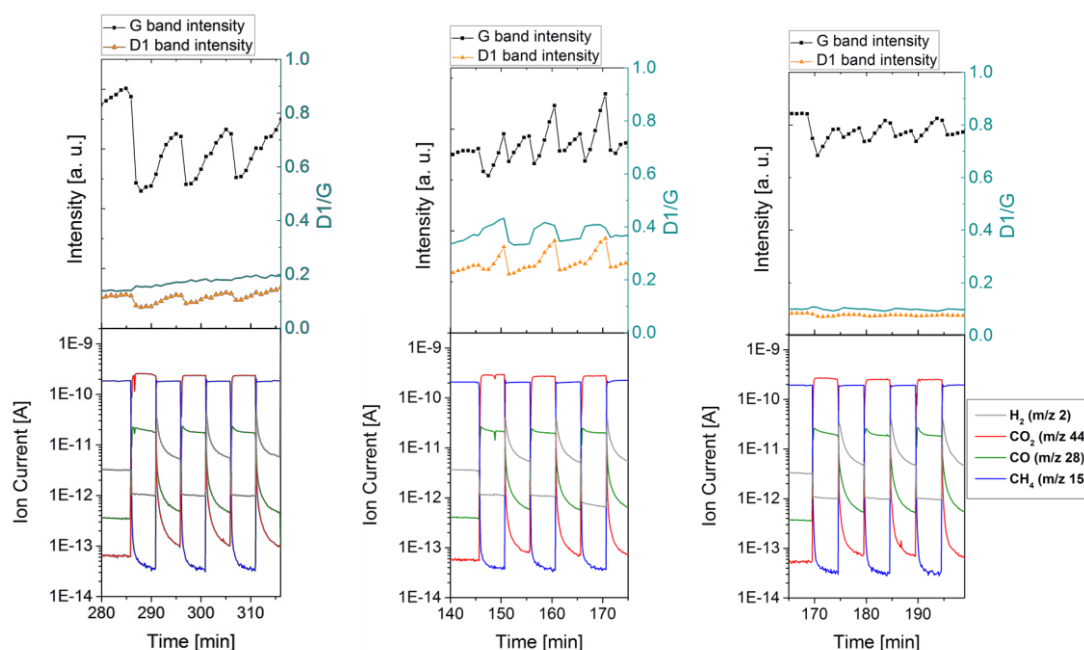 G band intensity
D1 band intensity
Intensity [a. u.]
1.0
0.8
0.6
0.4
0.2
0.0
D1/G
1E-9
1E-10
1E-11
1E-12
1E-13
1E-14
Ion Current [A]
280 290 300 310
Time [min]
G band intensity
D1 band intensity
Intensity [a. u.]
1.0
0.8
0.6
0.4
0.2
0.0
D1/G
1E-9
1E-10
1E-11
1E-12
1E-13
1E-14
Ion Current [A]
140 150 160 170
Time [min]
G band intensity
D1 band intensity
Intensity [a. u.]
1.0
0.8
0.6
0.4
0.2
0.0
D1/G
1E-9
1E-10
1E-11
1E-12
1E-13
1E-14
Ion Current [A]
170 180 190
Time [min]
H₂ (m/z 2)
CO₂ (m/z 44
CO (m/z 28)
CH₄ (m/z 15